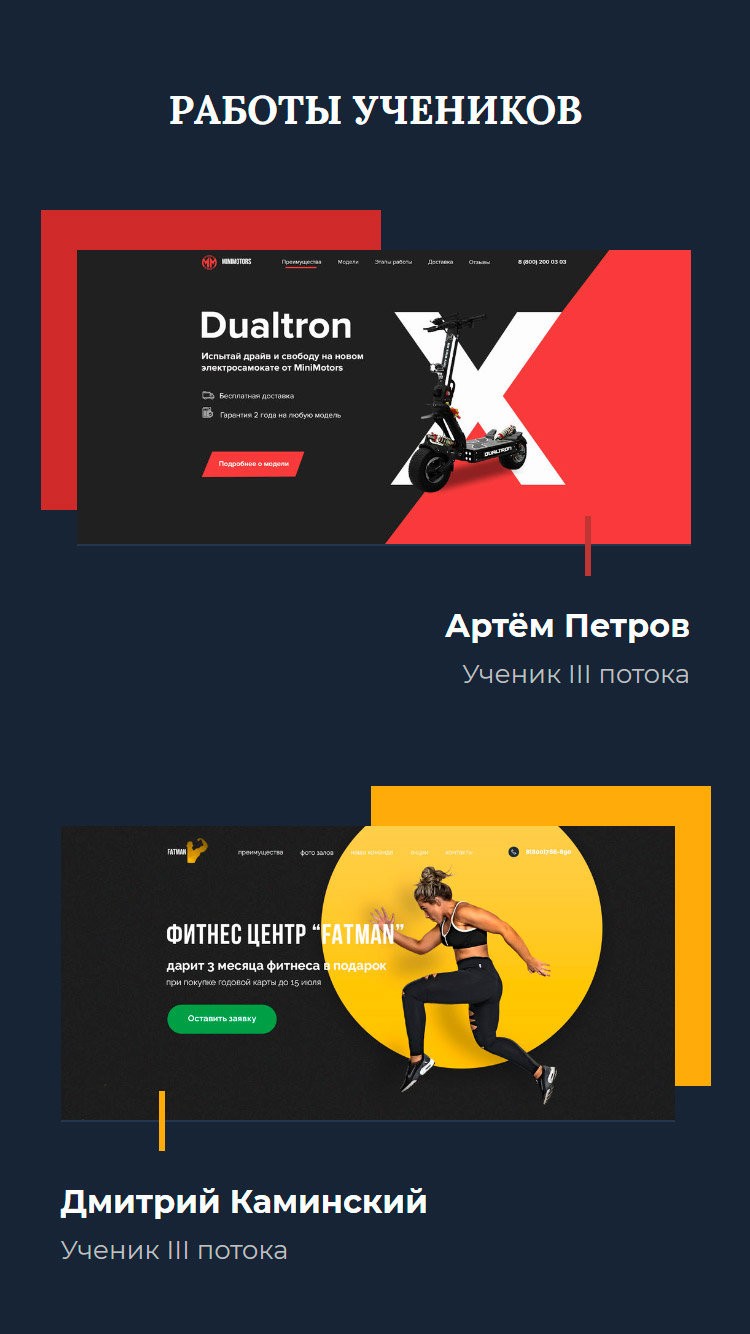 РАБОТЫ УЧЕНИКОВ
MINIMOTORS Преимущества Модели Этапы работы Доставка Отзывы 8 (800) 200 03 03
Dualtron
Испытай драйв и свободу на новом
электросамокате от MiniMotors
Бесплатная доставка
Гарантия 2 года на любую модель
DUALTRON
Подробнее о модели
Артём Петров
Ученик III потока
FATMAN преимущества фото залов наша команда акции контакты
ФИТНЕС ЦЕНТР “FATMAN”
дарит 3 месяца фитнеса в подарок
при покупке годовой карты до 15 июля
Оставить заявку
Дмитрий Каминский
Ученик III потока